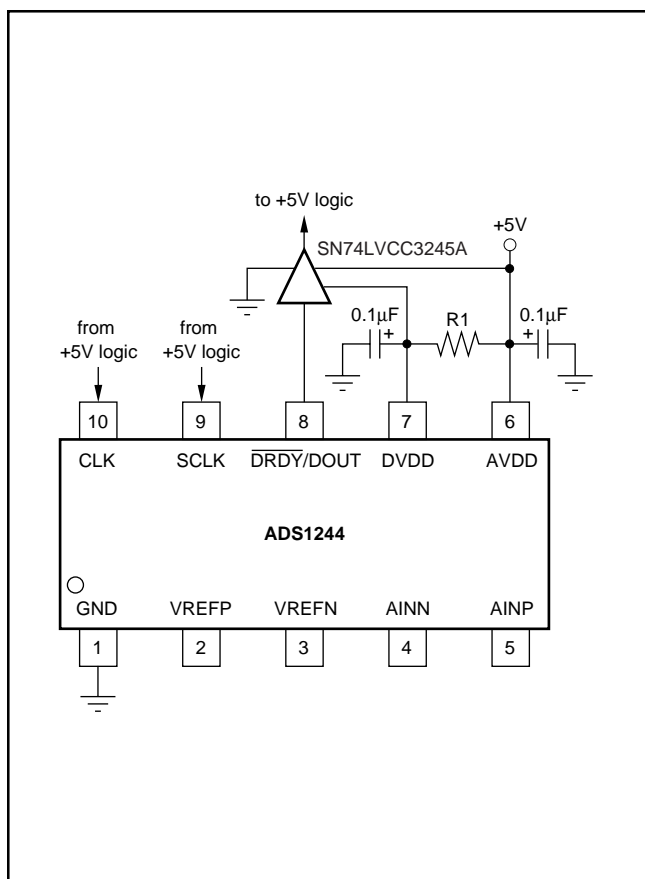 to +5V logic
+5V
SN74LVCC3245A
0.1μF
R1
0.1μF
+
+
from
+5V logic
from
+5V logic
10
9
8
7
6
CLK
SCLK
DRDY/DOUT
DVDD
AVDD
ADS1244
GND
VREFP
VREFN
AINN
AINP
1
2
3
4
5